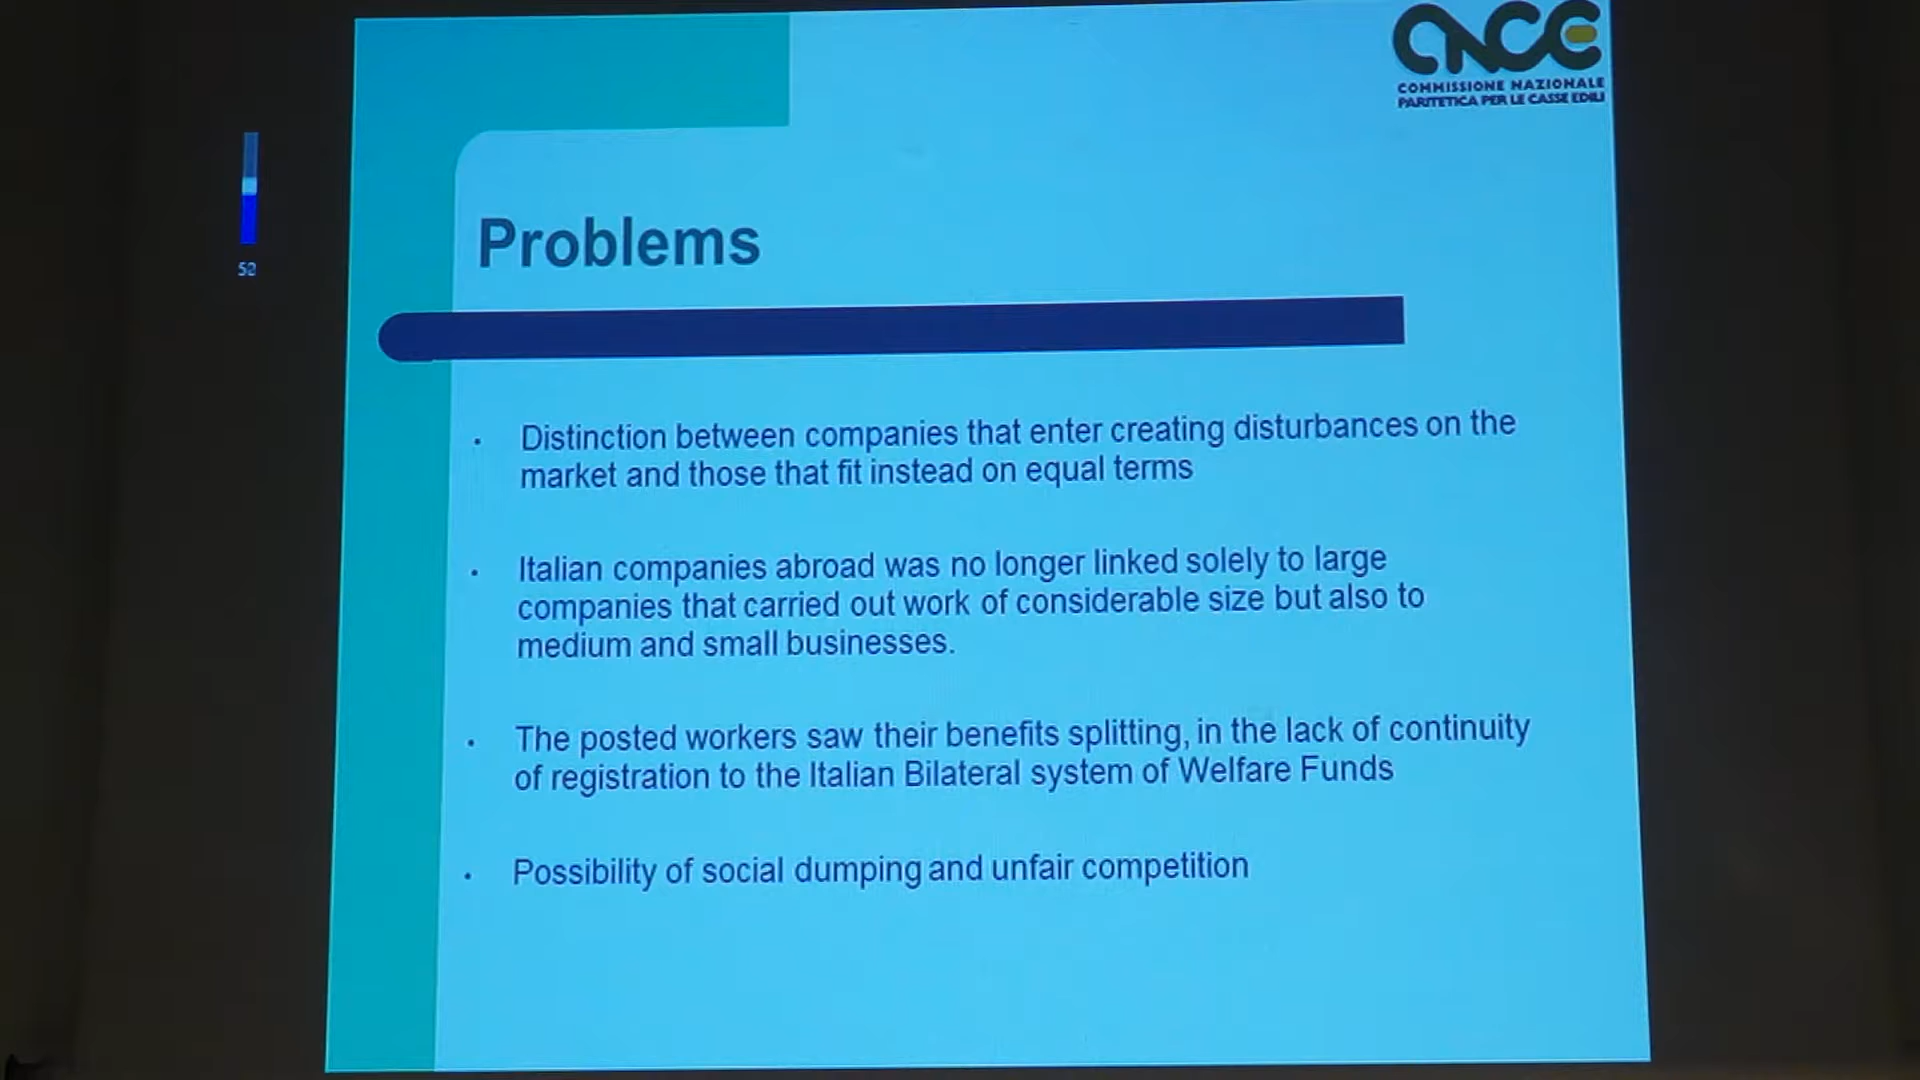 CNCE
COMMISSIONE NAZIONALE
PARITETICA PER LE CASSE EDILI
52
Problems
Distinction between companies that enter creating disturbances on the
market and those that fit instead on equal terms
Italian companies abroad was no longer linked solely to large
companies that carried out work of considerable size but also to
medium and small businesses.
The posted workers saw their benefits splitting, in the lack of continuity
of registration to the Italian Bilateral system of Welfare Funds
Possibility of social dumping and unfair competition